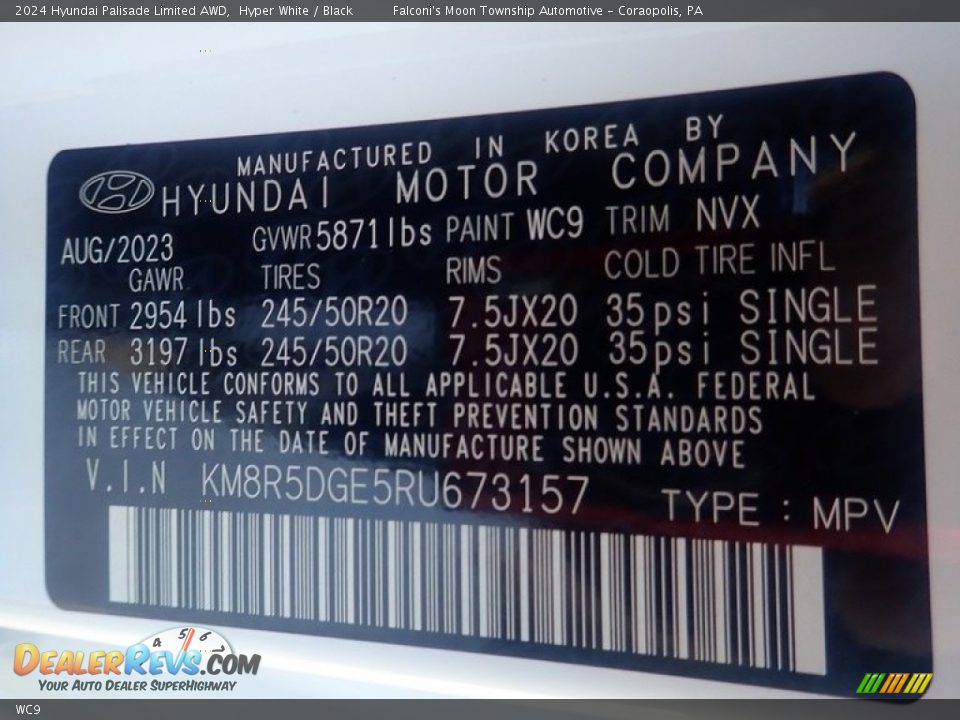 2024 Hyundai Palisade Limited AWD, Hyper White / Black Falconi's Moon Township Automotive - Coraopolis, PA
MANUFACTURED IN KOREA BY
HYUNDAI MOTOR COMPANY
AUG/2023 GVWR 5871lbs PAINT WC9 TRIM NVX
GAWR TIRES RIMS COLD TIRE INFL
FRONT 2954 lbs 245/50R20 7.5JX20 35psi SINGLE
REAR 3197 lbs 245/50R20 7.5JX20 35psi SINGLE
THIS VEHICLE CONFORMS TO ALL APPLICABLE U.S.A. FEDERAL
MOTOR VEHICLE SAFETY AND THEFT PREVENTION STANDARDS
IN EFFECT ON THE DATE OF MANUFACTURE SHOWN ABOVE
V.I.N KM8R5DGE5RU673157 TYPE : MPV
4 5 6
DEALERREVS.COM
YOUR AUTO DEALER SUPERHIGHWAY
WC9